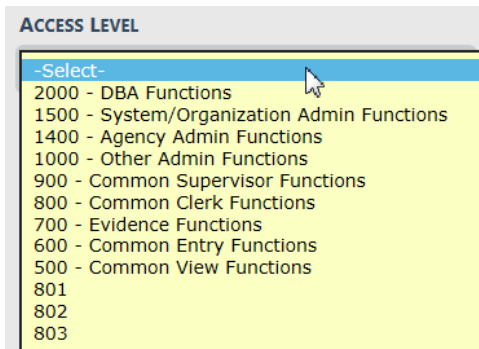 ACCESS LEVEL
-Select-
2000 - DBA Functions
1500 - System/Organization Admin Functions
1400 - Agency Admin Functions
1000 - Other Admin Functions
900 - Common Supervisor Functions
800 - Common Clerk Functions
700 - Evidence Functions
600 - Common Entry Functions
500 - Common View Functions
801
802
803